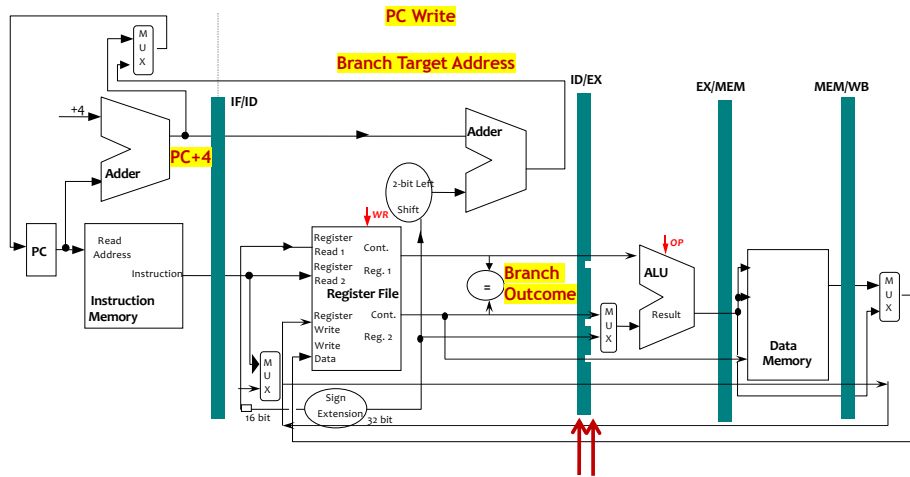 PC Write
M
U
X
Branch Target Address
ID/EX
EX/MEM
MEM/WB
IF/ID
+4
Adder
PC+4
Adder
2-bit Left
Shift
WR
OP
PC
Read
Address
Instruction
Instruction
Memory
Register
Read 1
Register
Read 2
Register File
Register
Write
Write
Data
Cont.
Reg. 1
Cont.
Reg. 2
=
Branch
Outcome
M
U
X
ALU
Result
Data
Memory
M
U
X
M
U
X
Sign
Extension
16 bit
32 bit